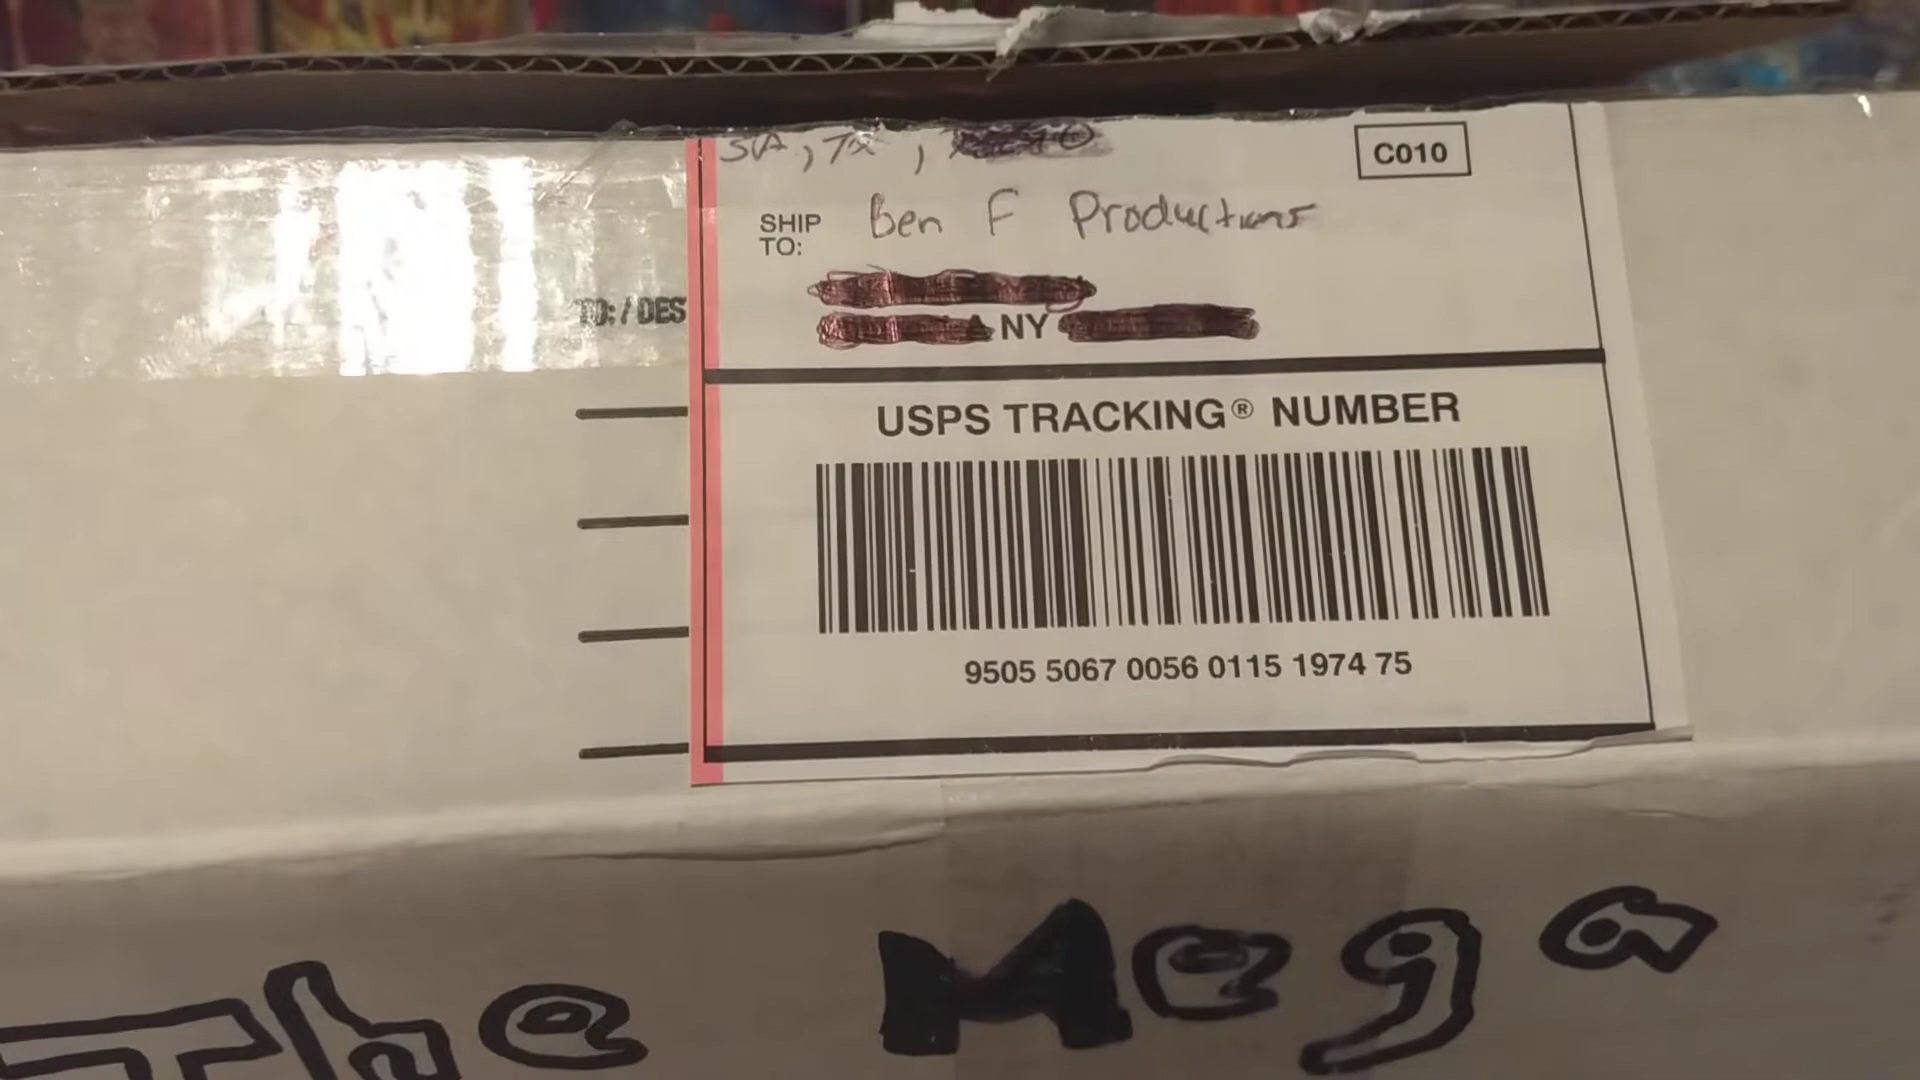 SA, TX,
C010
SHIP TO: Ben F Productions
NY
TO: / DES
USPS TRACKING® NUMBER
9505 5067 0056 0115 1974 75
The Mega